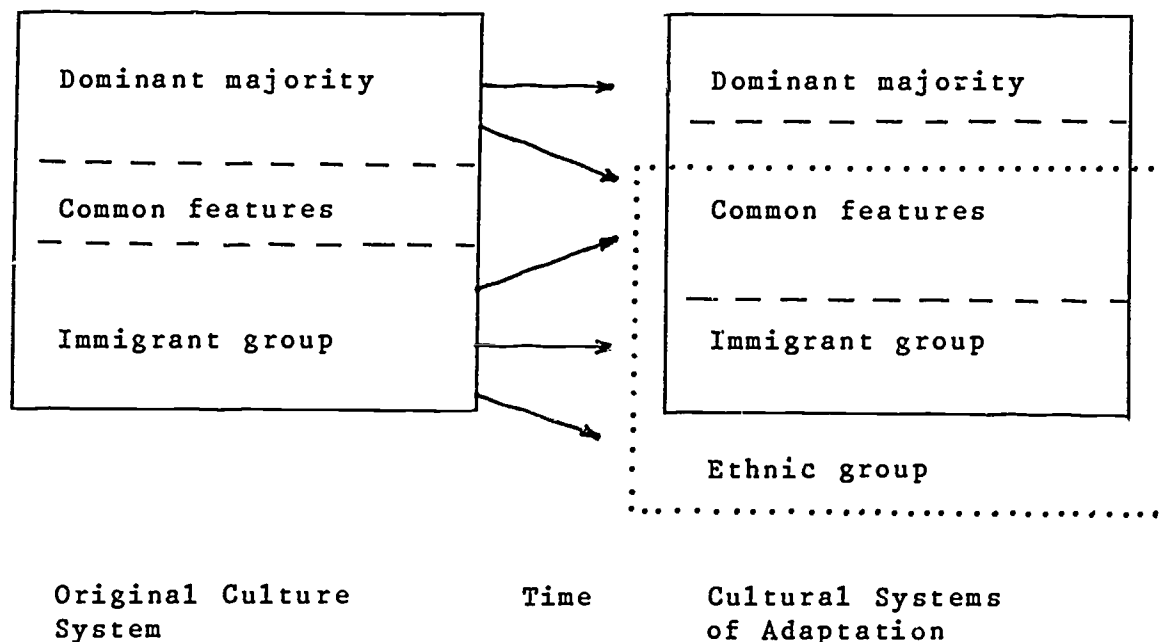 Dominant majority
Common features
Immigrant group
Dominant majority
Common features
Immigrant group
Ethnic group
Original Culture
System
Time
Cultural Systems
of Adaptation